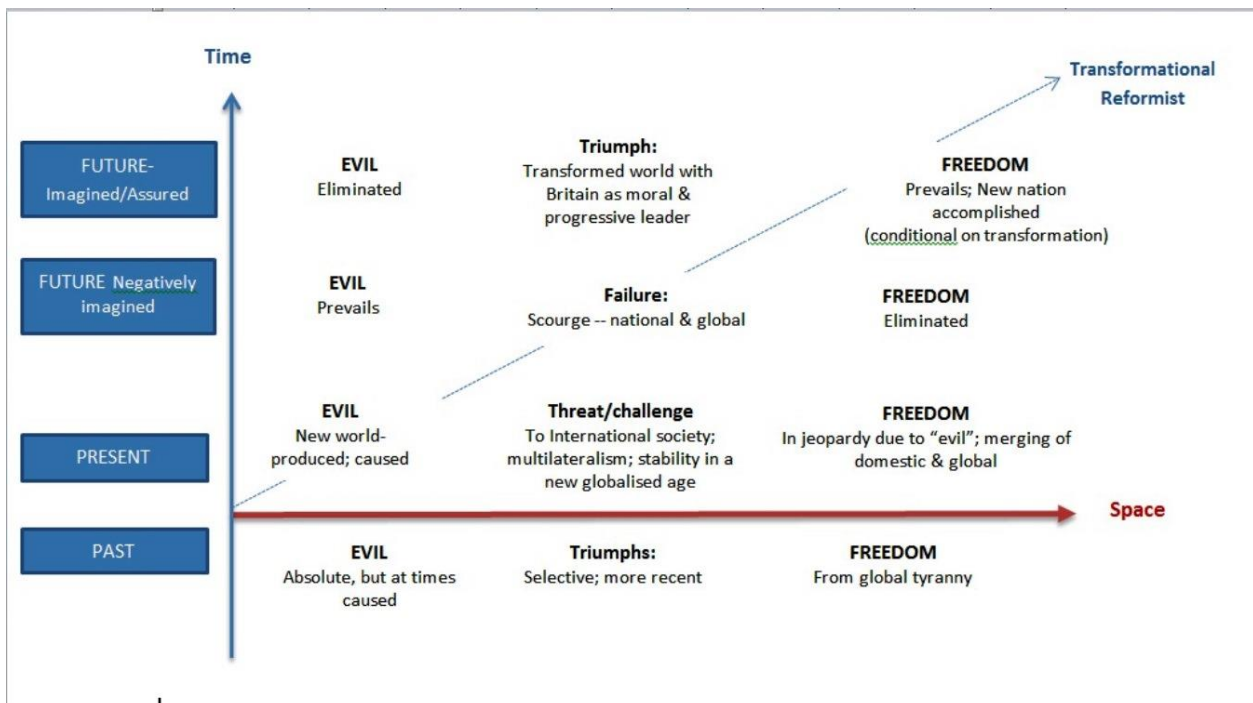 Time
Transformational
Reformist
FUTURE-
Imagined/Assured
EVIL
Eliminated
Triumph:
Transformed world with
Britain as moral &
progressive leader
FREEDOM
Prevails; New nation
accomplished
(conditional on transformation)
FUTURE Negatively
imagined
EVIL
Prevails
Failure:
Scourge -- national & global
FREEDOM
Eliminated
PRESENT
EVIL
New world-
produced; caused
Threat/challenge
To International society;
multilateralism; stability in a
new globalised age
FREEDOM
In jeopardy due to “evil”; merging of
domestic & global
Space
PAST
EVIL
Absolute, but at times
caused
Triumphs:
Selective; more recent
FREEDOM
From global tyranny